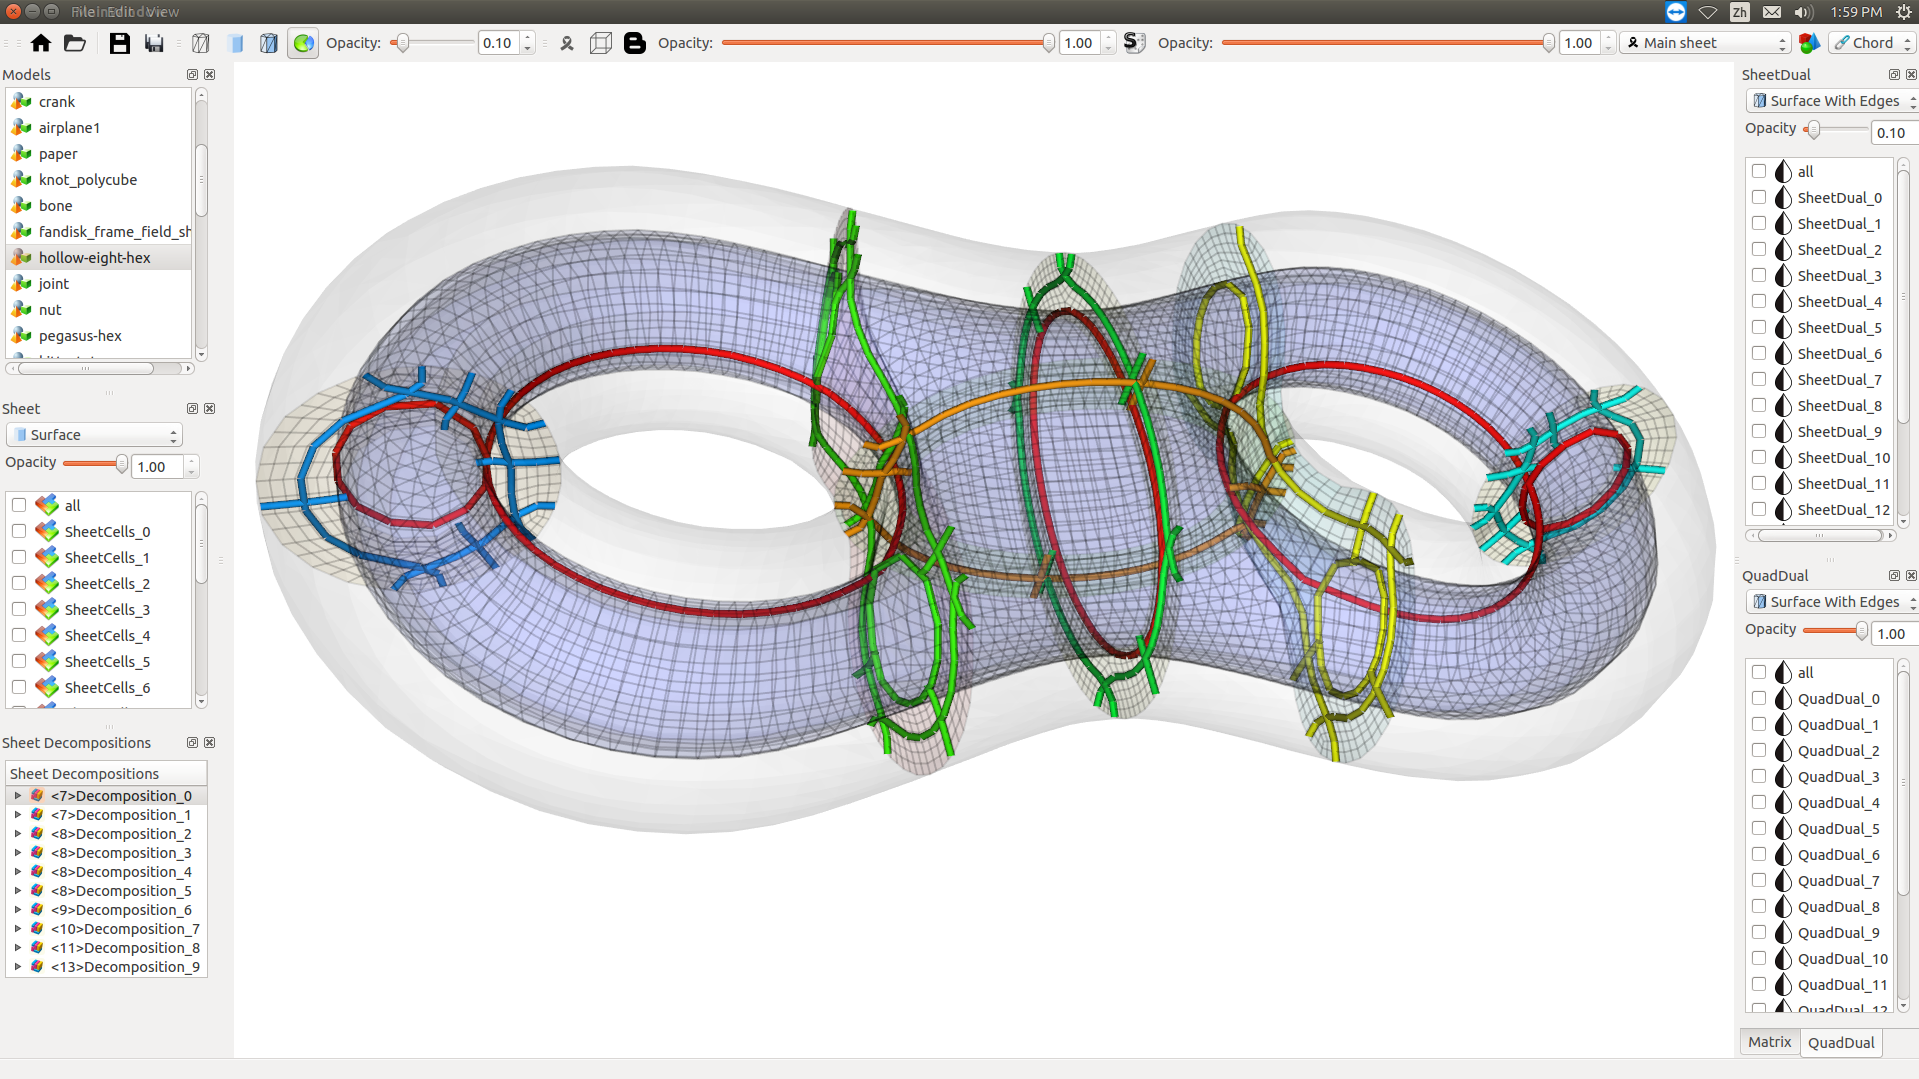 File Edit View
Zh
1:59 PM
Opacity: 0.10
Opacity: 1.00
Opacity: 1.00
Main sheet
Chord
Models
crank
airplane1
paper
knot_polycube
bone
fandisk_frame_field_sh
hollow-eight-hex
joint
nut
pegasus-hex
Sheet
Surface
Opacity 1.00
all
SheetCells_0
SheetCells_1
SheetCells_2
SheetCells_3
SheetCells_4
SheetCells_5
SheetCells_6
Sheet Decompositions
Sheet Decompositions
<7>Decomposition_0
<7>Decomposition_1
<8>Decomposition_2
<8>Decomposition_3
<8>Decomposition_4
<8>Decomposition_5
<9>Decomposition_6
<10>Decomposition_7
<11>Decomposition_8
<13>Decomposition_9
SheetDual
Surface With Edges
Opacity 0.10
all
SheetDual_0
SheetDual_1
SheetDual_2
SheetDual_3
SheetDual_4
SheetDual_5
SheetDual_6
SheetDual_7
SheetDual_8
SheetDual_9
SheetDual_10
SheetDual_11
SheetDual_12
QuadDual
Surface With Edges
Opacity 1.00
all
QuadDual_0
QuadDual_1
QuadDual_2
QuadDual_3
QuadDual_4
QuadDual_5
QuadDual_6
QuadDual_7
QuadDual_8
QuadDual_9
QuadDual_10
QuadDual_11
QuadDual_12
Matrix
QuadDual